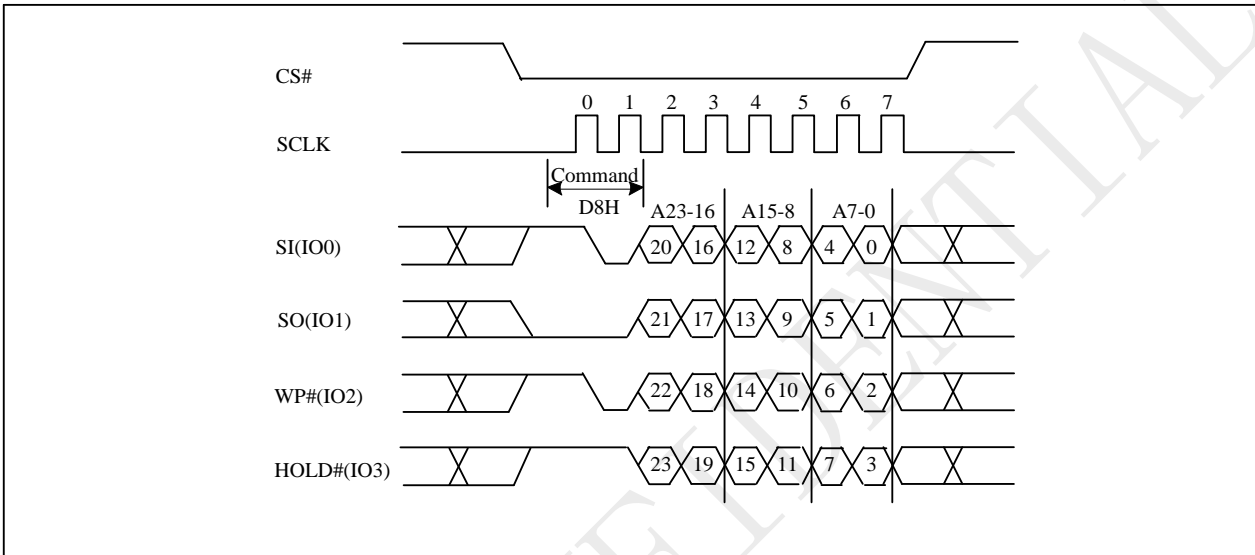 CS#
0 1 2 3 4 5 6 7
SCLK
Command
D8H
A23-16 A15-8 A7-0
SI(IO0) 20 16 12 8 4 0
SO(IO1) 21 17 13 9 5 1
WP#(IO2) 22 18 14 10 6 2
HOLD#(IO3) 23 19 15 11 7 3